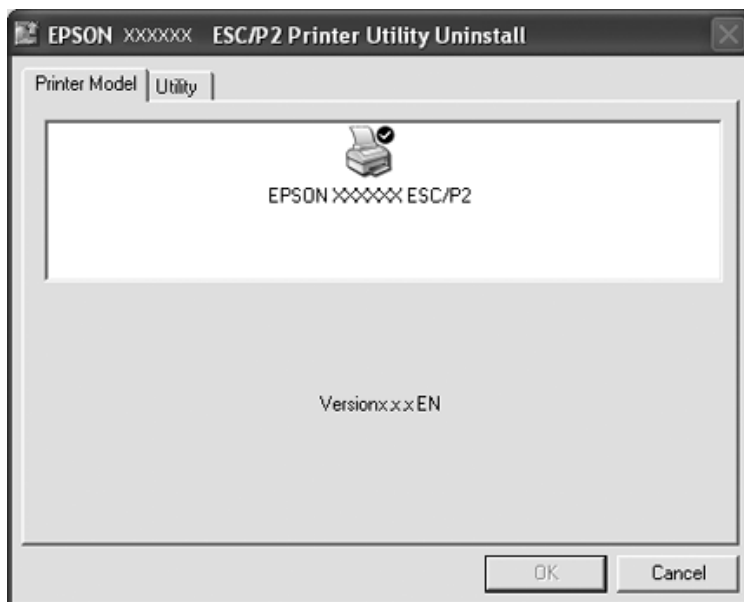 EPSON XXXXXX ESC/P2 Printer Utility Uninstall
Printer Model
Utility
EPSON XXXXXX ESC/P2
Versionx.x.x EN
OK
Cancel